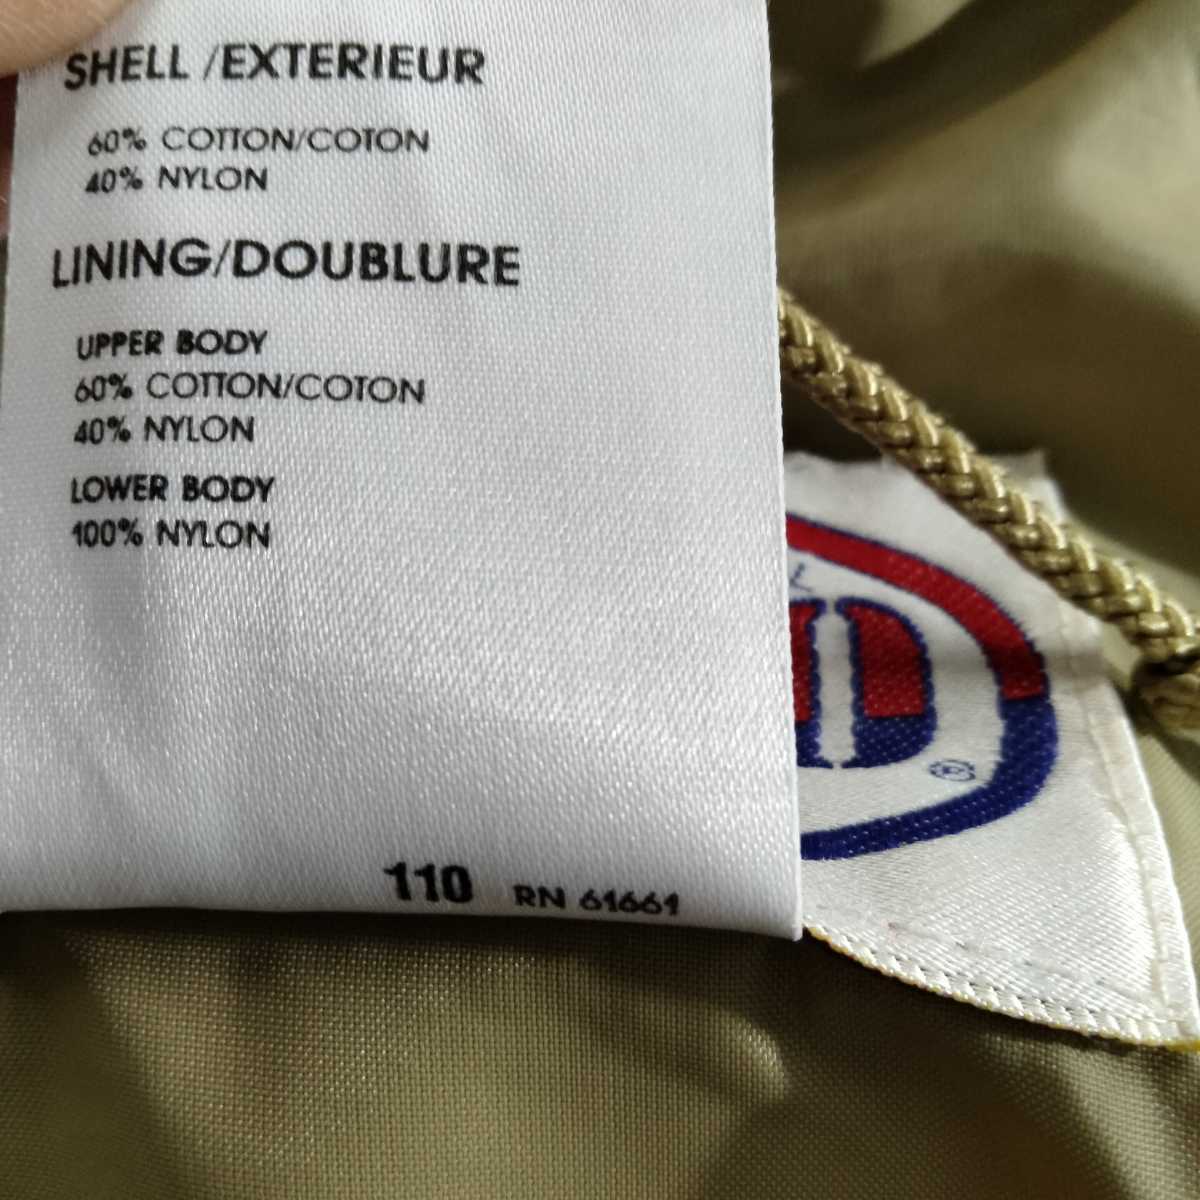 SHELL /EXTERIEUR
60% COTTON/COTON
40% NYLON
LINING/DOUBLURE
UPPER BODY
60% COTTON/COTON
40% NYLON
LOWER BODY
100% NYLON
110 RN 61661
®